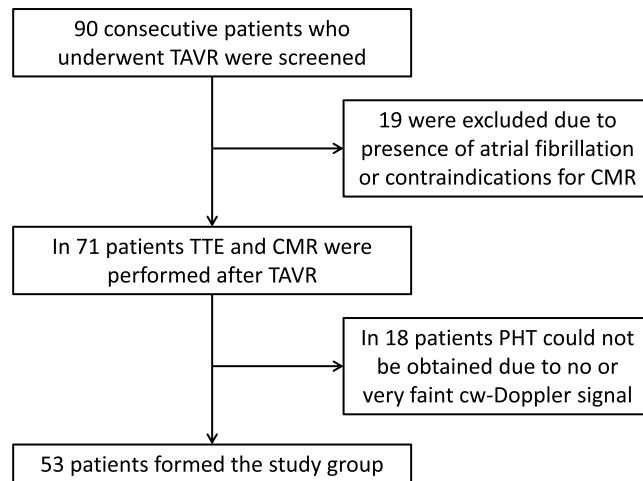 90 consecutive patients who
underwent TAVR were screened
19 were excluded due to
presence of atrial fibrillation
or contraindications for CMR
In 71 patients TTE and CMR were
performed after TAVR
In 18 patients PHT could not
be obtained due to no or
very faint cw-Doppler signal
53 patients formed the study group